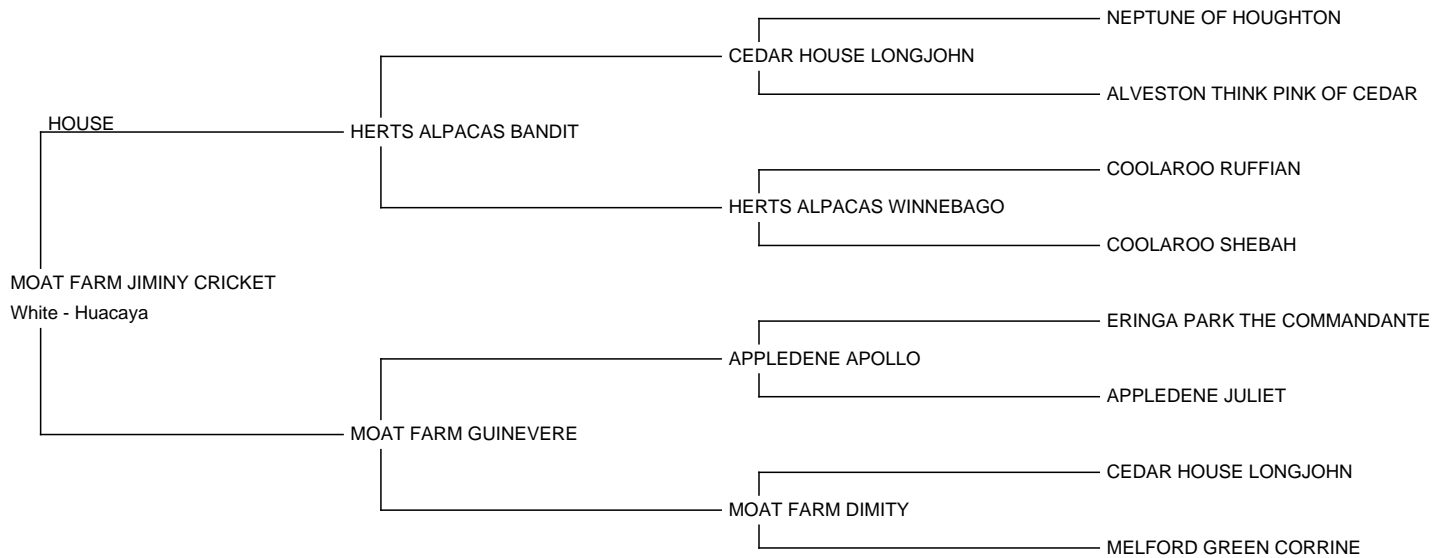 NEPTUNE OF HOUGHTON
CEDAR HOUSE LONGJOHN
ALVESTON THINK PINK OF CEDAR
HOUSE
HERTS ALPACAS BANDIT
COOLAROO RUFFIAN
HERTS ALPACAS WINNEBAGO
COOLAROO SHEBAH
MOAT FARM JIMINY CRICKET
White - Huacaya
ERINGA PARK THE COMMANDANTE
APPLEDENE APOLLO
APPLEDENE JULIET
MOAT FARM GUINEVERE
CEDAR HOUSE LONGJOHN
MOAT FARM DIMITY
MELFORD GREEN CORRINE